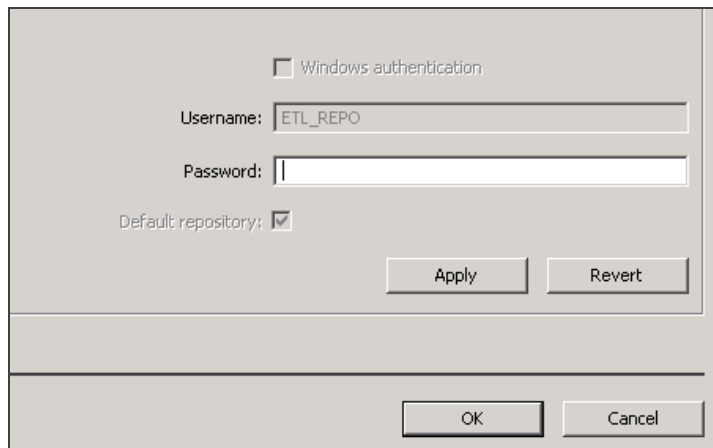 Windows authentication
Username: ETL_REPO
Password:
Default repository:
Apply Revert
OK Cancel